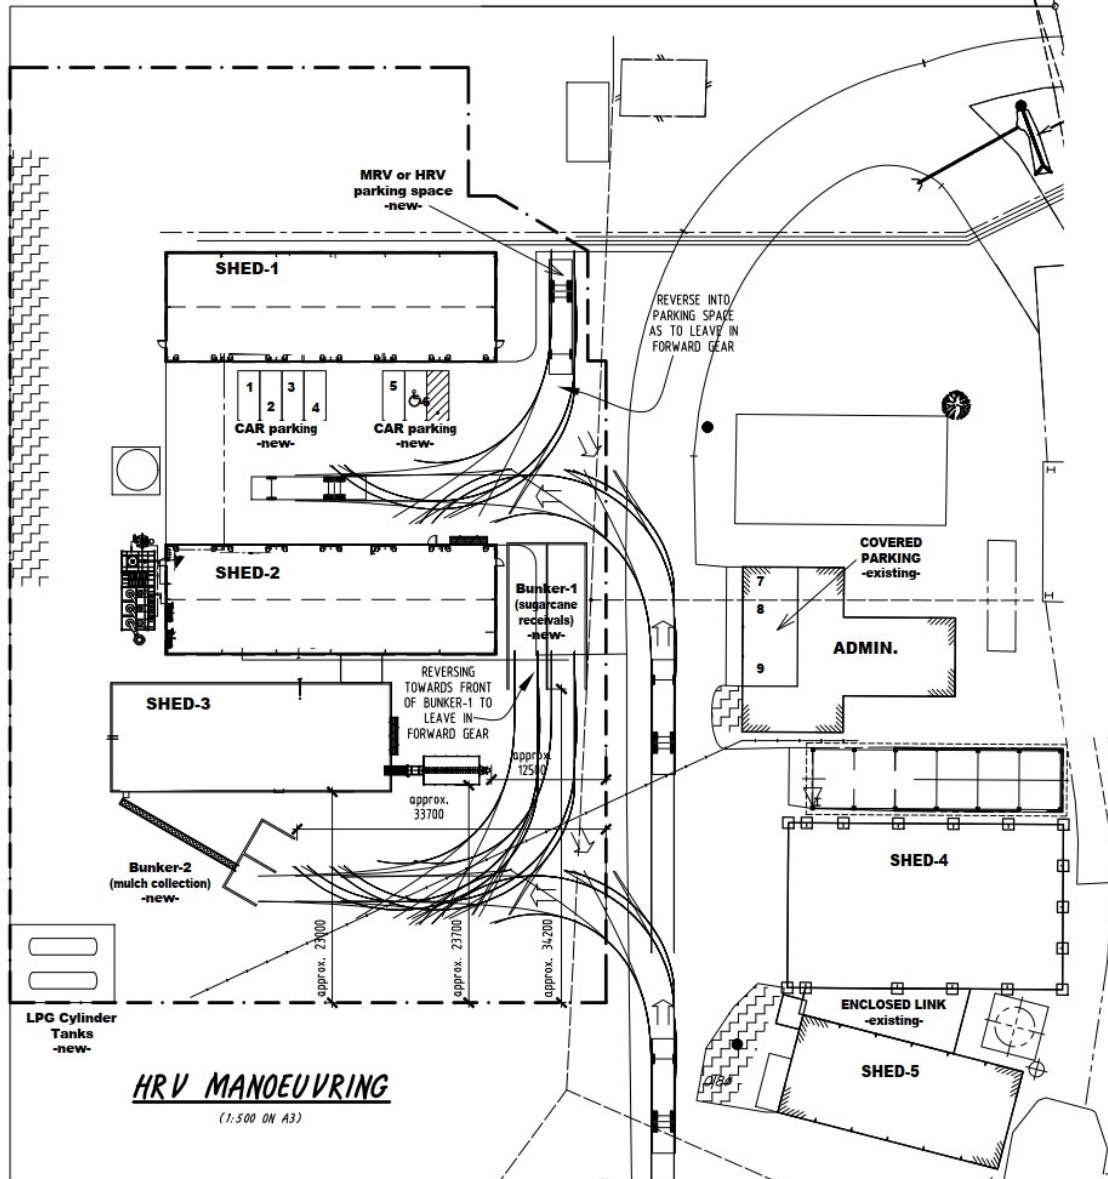 MRV or HRV
parking space
-new-
SHED-1
REVERSE INTO
PARKING SPACE
AS TO LEAVE IN
FORWARD GEAR
1
2
3
4
5
6
CAR parking
-new-
CAR parking
-new-
SHED-2
Bunker-1
(sugarcane
receivals)
-new-
COVERED
PARKING
-existing-
7
8
9
ADMIN.
REVERSING
TOWARDS FRONT
OF BUNKER-1 TO
LEAVE IN
FORWARD GEAR
SHED-3
approx.
12500
approx.
33700
Bunker-2
(mulch collection)
-new-
SHED-4
approx. 23000
approx. 23700
approx. 34200
LPG Cylinder
Tanks
-new-
ENCLOSED LINK
-existing-
SHED-5
HRV MANOEUVRING
(1:500 ON A3)